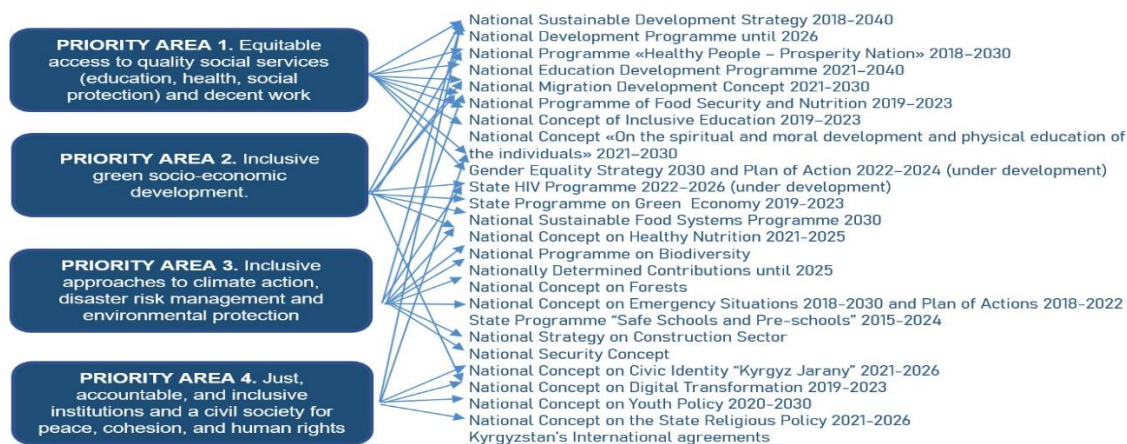 PRIORITY AREA 1. Equitable
access to quality social services
(education, health, social
protection) and decent work
PRIORITY AREA 2. Inclusive
green socio-economic
development.
PRIORITY AREA 3. Inclusive
approaches to climate action,
disaster risk management and
environmental protection
PRIORITY AREA 4. Just,
accountable, and inclusive
institutions and a civil society for
peace, cohesion, and human rights
National Sustainable Development Strategy 2018-2040
National Development Programme until 2026
National Programme «Healthy People – Prosperity Nation» 2018-2030
National Education Development Programme 2021-2040
National Migration Development Concept 2021-2030
National Programme of Food Security and Nutrition 2019-2023
National Concept of Inclusive Education 2019-2023
National Concept «On the spiritual and moral development and physical education of
the individuals» 2021-2030
Gender Equality Strategy 2030 and Plan of Action 2022-2024 (under development)
State HIV Programme 2022-2026 (under development)
State Programme on Green Economy 2019-2023
National Sustainable Food Systems Programme 2030
National Concept on Healthy Nutrition 2021-2025
National Programme on Biodiversity
Nationally Determined Contributions until 2025
National Concept on Forests
National Concept on Emergency Situations 2018-2030 and Plan of Actions 2018-2022
State Programme "Safe Schools and Pre-schools" 2015-2024
National Strategy on Construction Sector
National Security Concept
National Concept on Civic Identity "Kyrgyz Jarany" 2021-2026
National Concept on Digital Transformation 2019-2023
National Concept on Youth Policy 2020-2030
National Concept on the State Religious Policy 2021-2026
Kyrgyzstan's International agreements